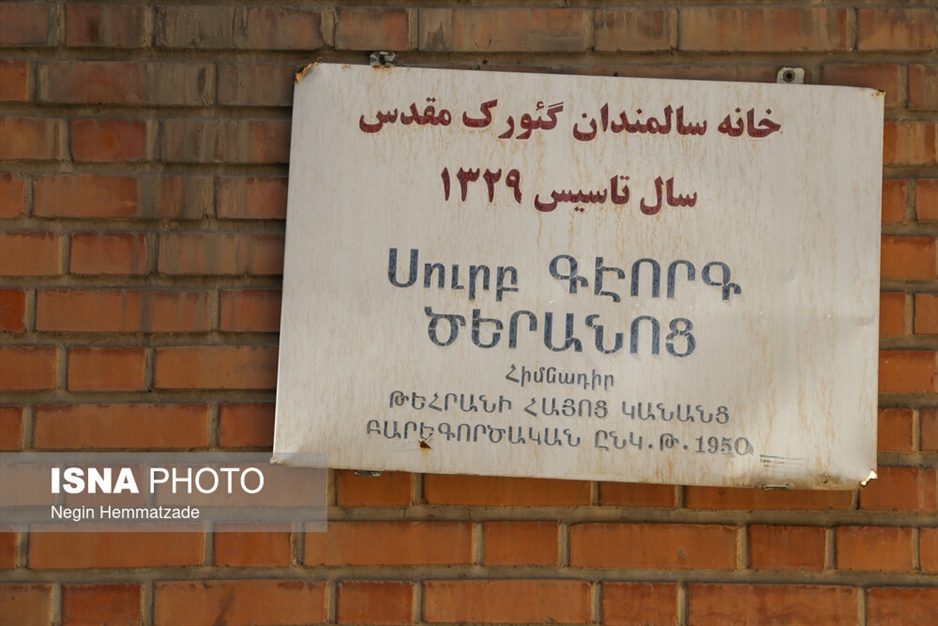 خانه سالمندان گئورک مقدس
سال تاسیس ۱۳۲۹
Սուրբ ԳԷՈՐԳ
ԾԵՐԱՆՈՑ
Հիմնադիր
ԹԵՀՐԱՆԻ ՀԱՅՈՑ ԿԱՆԱՆՑ
ԲԱՐԵԳՈՐԾԱԿԱՆ ԸՆԿ.Թ.1950
ISNA PHOTO
Negin Hemmatzade